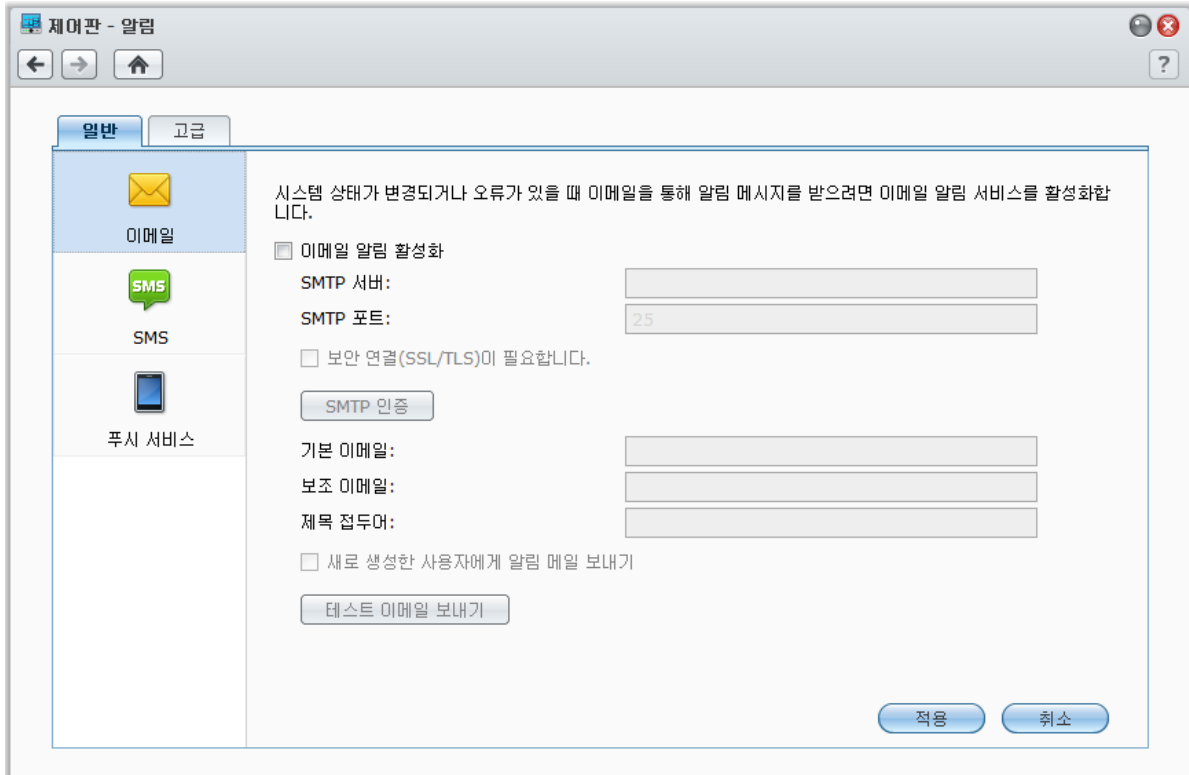 제어판 - 알림
?
일반
고급
이메일
SMS
SMS
푸시 서비스
시스템 상태가 변경되거나 오류가 있을 때 이메일을 통해 알림 메시지를 받으려면 이메일 알림 서비스를 활성화합
니다.
이메일 알림 활성화
SMTP 서버:
SMTP 포트: 25
보안 연결(SSL/TLS)이 필요합니다.
SMTP 인증
기본 이메일:
보조 이메일:
제목 접두어:
새로 생성한 사용자에게 알림 메일 보내기
테스트 이메일 보내기
적용 취소